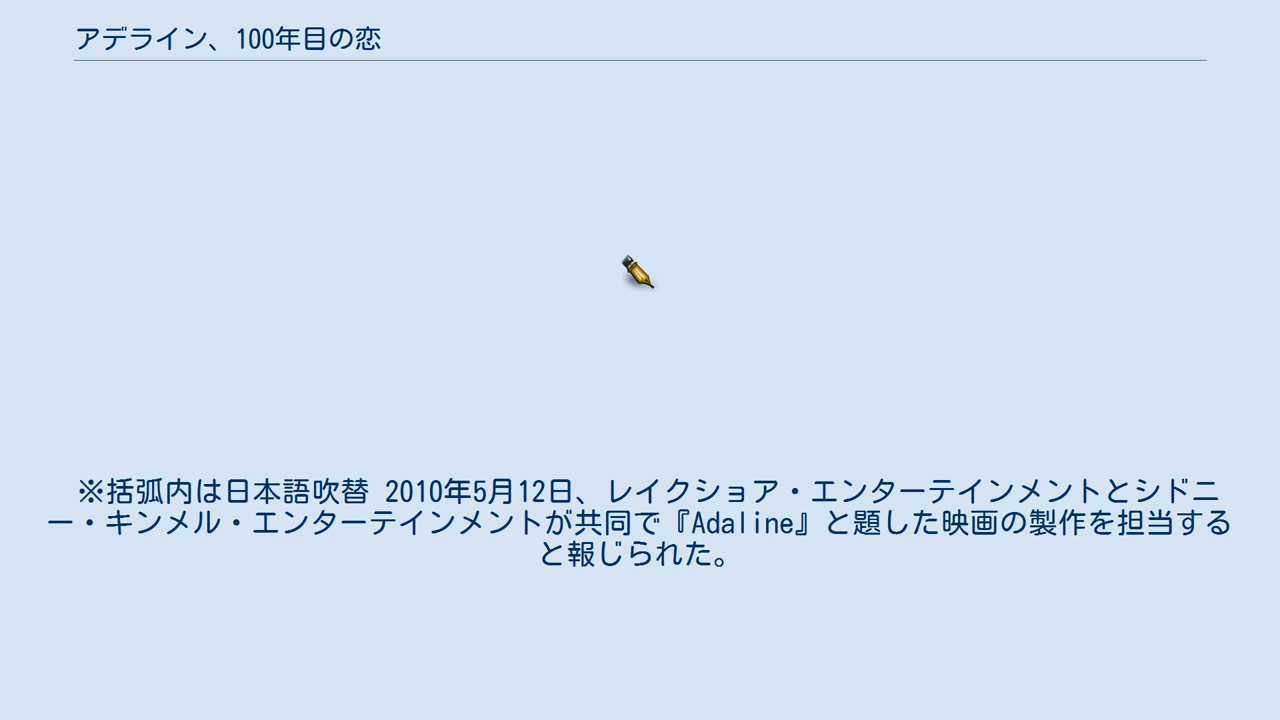 アデライン、100年目の恋
※括弧内は日本語吹替 2010年5月12日、レイクショア・エンターテインメントとシドニ
ー・キンメル・エンターテインメントが共同で『Adaline』と題した映画の製作を担当する
と報じられた。